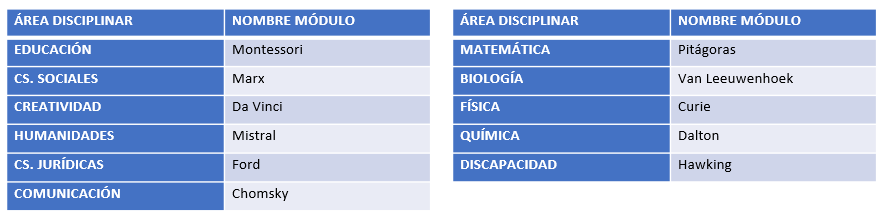 ÁREA DISCIPLINAR NOMBRE MÓDULO
EDUCACIÓN Montessori
CS. SOCIALES Marx
CREATIVIDAD Da Vinci
HUMANIDADES Mistral
CS. JURÍDICAS Ford
COMUNICACIÓN Chomsky
ÁREA DISCIPLINAR NOMBRE MÓDULO
MATEMÁTICA Pitágoras
BIOLOGÍA Van Leeuwenhoek
FÍSICA Curie
QUÍMICA Dalton
DISCAPACIDAD Hawking